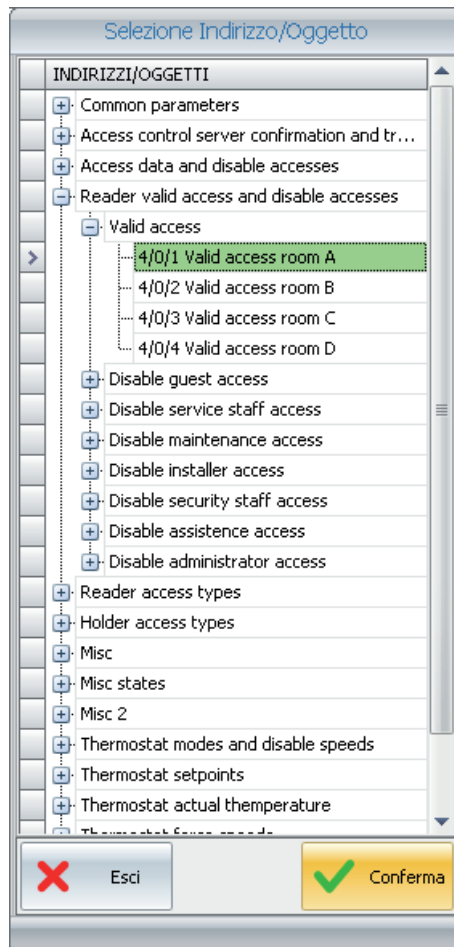 Selezione Indirizzo/Oggetto
INDIRIZZI/OGGETTI
Common parameters
Access control server confirmation and tr...
Access data and disable accesses
Reader valid access and disable accesses
Valid access
4/0/1 Valid access room A
4/0/2 Valid access room B
4/0/3 Valid access room C
4/0/4 Valid access room D
Disable guest access
Disable service staff access
Disable maintenance access
Disable installer access
Disable security staff access
Disable assistence access
Disable administrator access
Reader access types
Holder access types
Misc
Misc states
Misc 2
Thermostat modes and disable speeds
Thermostat setpoints
Thermostat actual themperature
Thermostat force speeds
Esci
Conferma